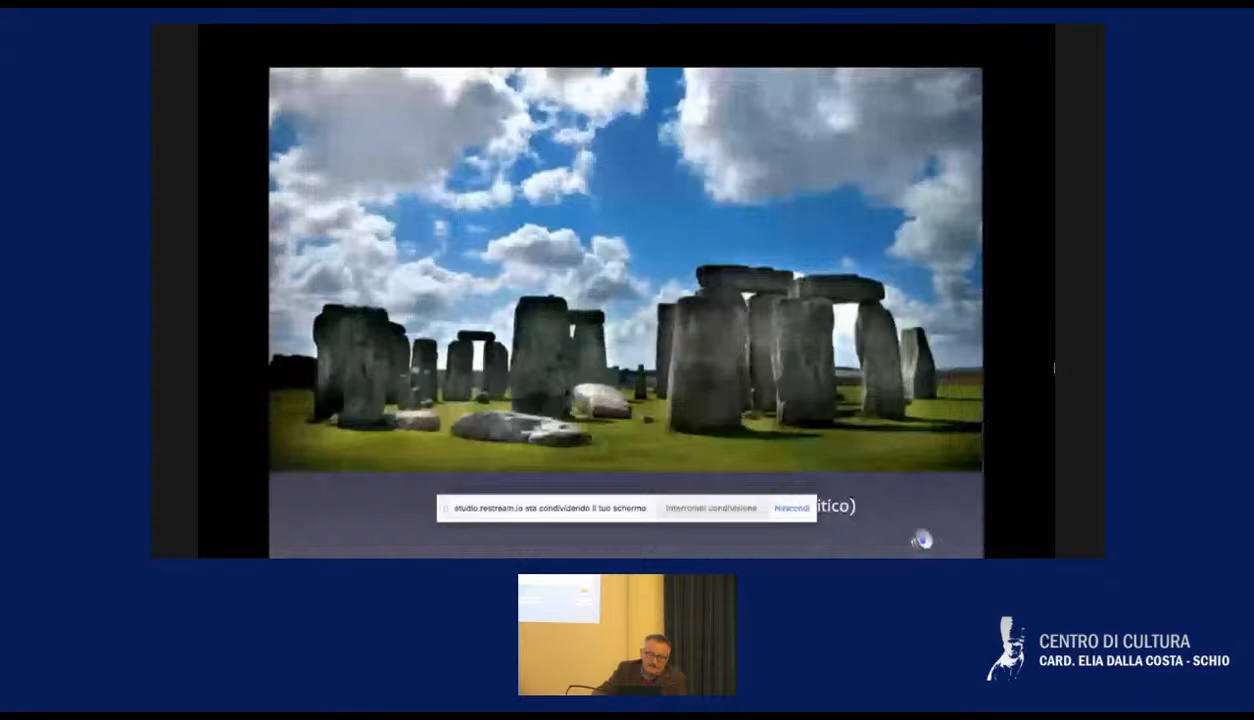 studio.restream.io sta condividendo il tuo schermo Interrompi condivisione Nascondi
itico)
CENTRO DI CULTURA
CARD. ELIA DALLA COSTA - SCHIO